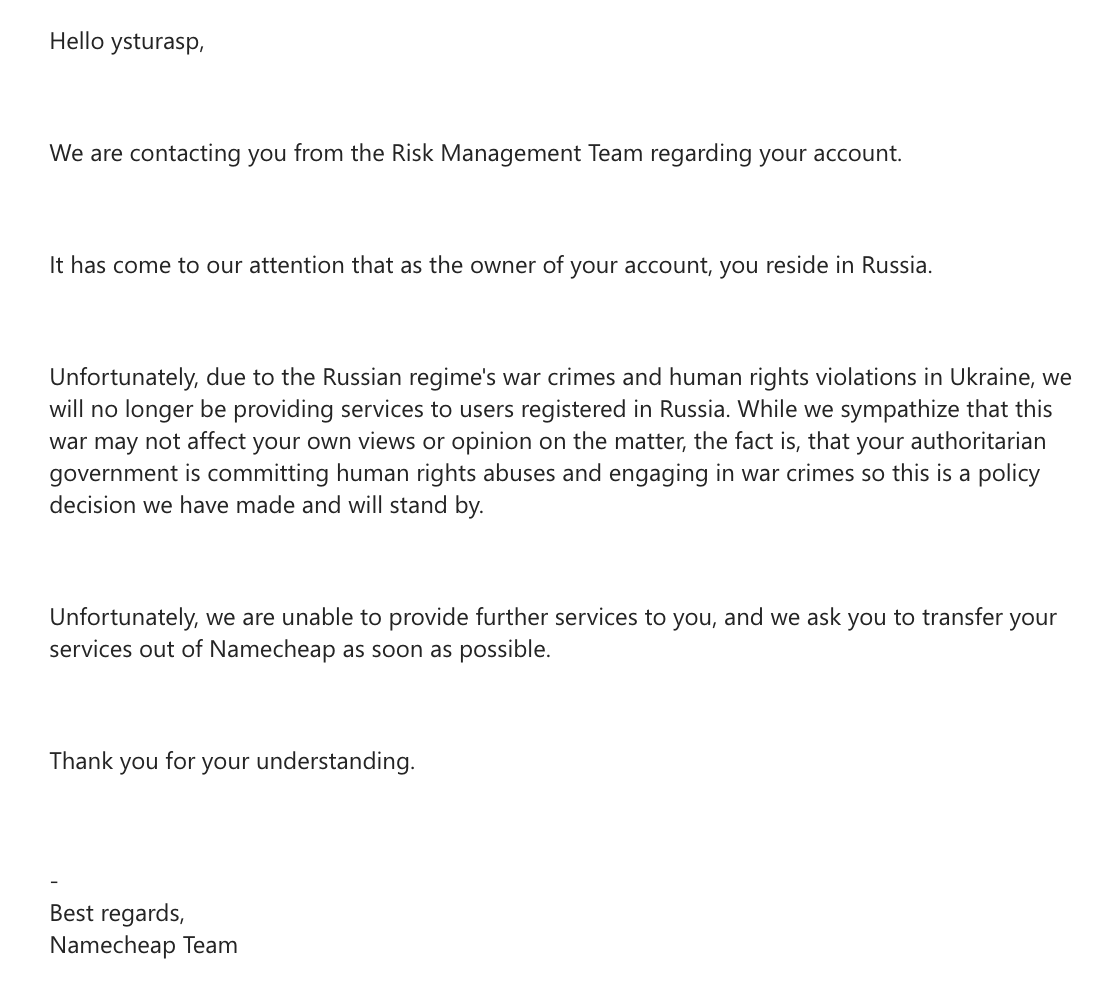 Hello ysturasp,
We are contacting you from the Risk Management Team regarding your account.
It has come to our attention that as the owner of your account, you reside in Russia.
Unfortunately, due to the Russian regime's war crimes and human rights violations in Ukraine, we
will no longer be providing services to users registered in Russia. While we sympathize that this
war may not affect your own views or opinion on the matter, the fact is, that your authoritarian
government is committing human rights abuses and engaging in war crimes so this is a policy
decision we have made and will stand by.
Unfortunately, we are unable to provide further services to you, and we ask you to transfer your
services out of Namecheap as soon as possible.
Thank you for your understanding.
-
Best regards,
Namecheap Team